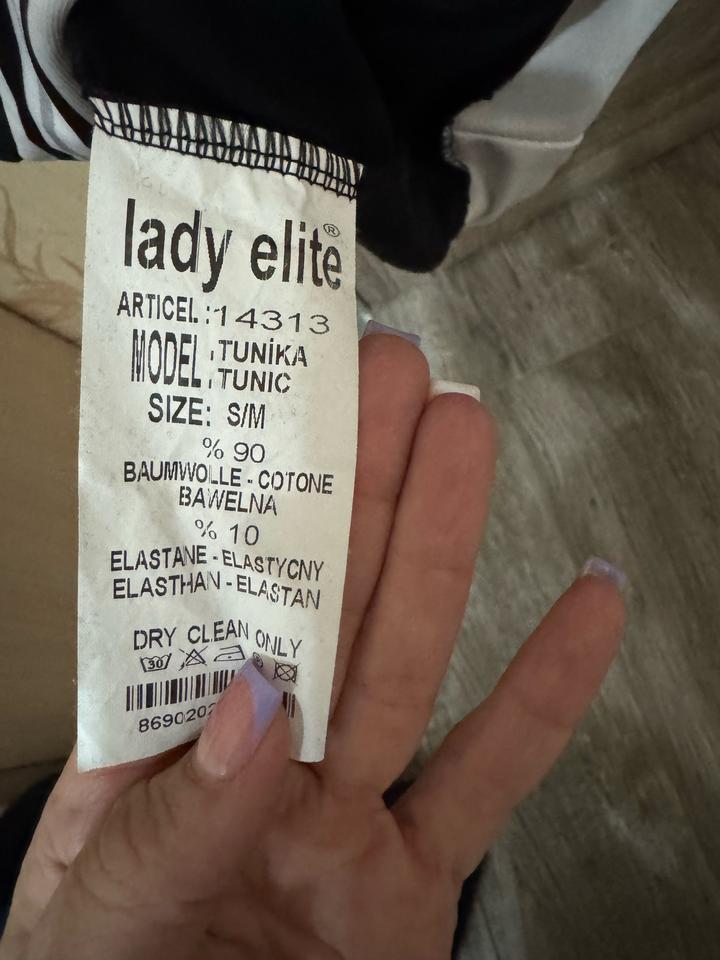 lady elite®
ARTICEL :14313
MODEL : TUNİKA
: TUNIC
SIZE: S/M
% 90
BAUMWOLLE - COTONE
BAWELNA
% 10
ELASTANE - ELASTYCNY
ELASTHAN - ELASTAN
DRY CLEAN ONLY
30